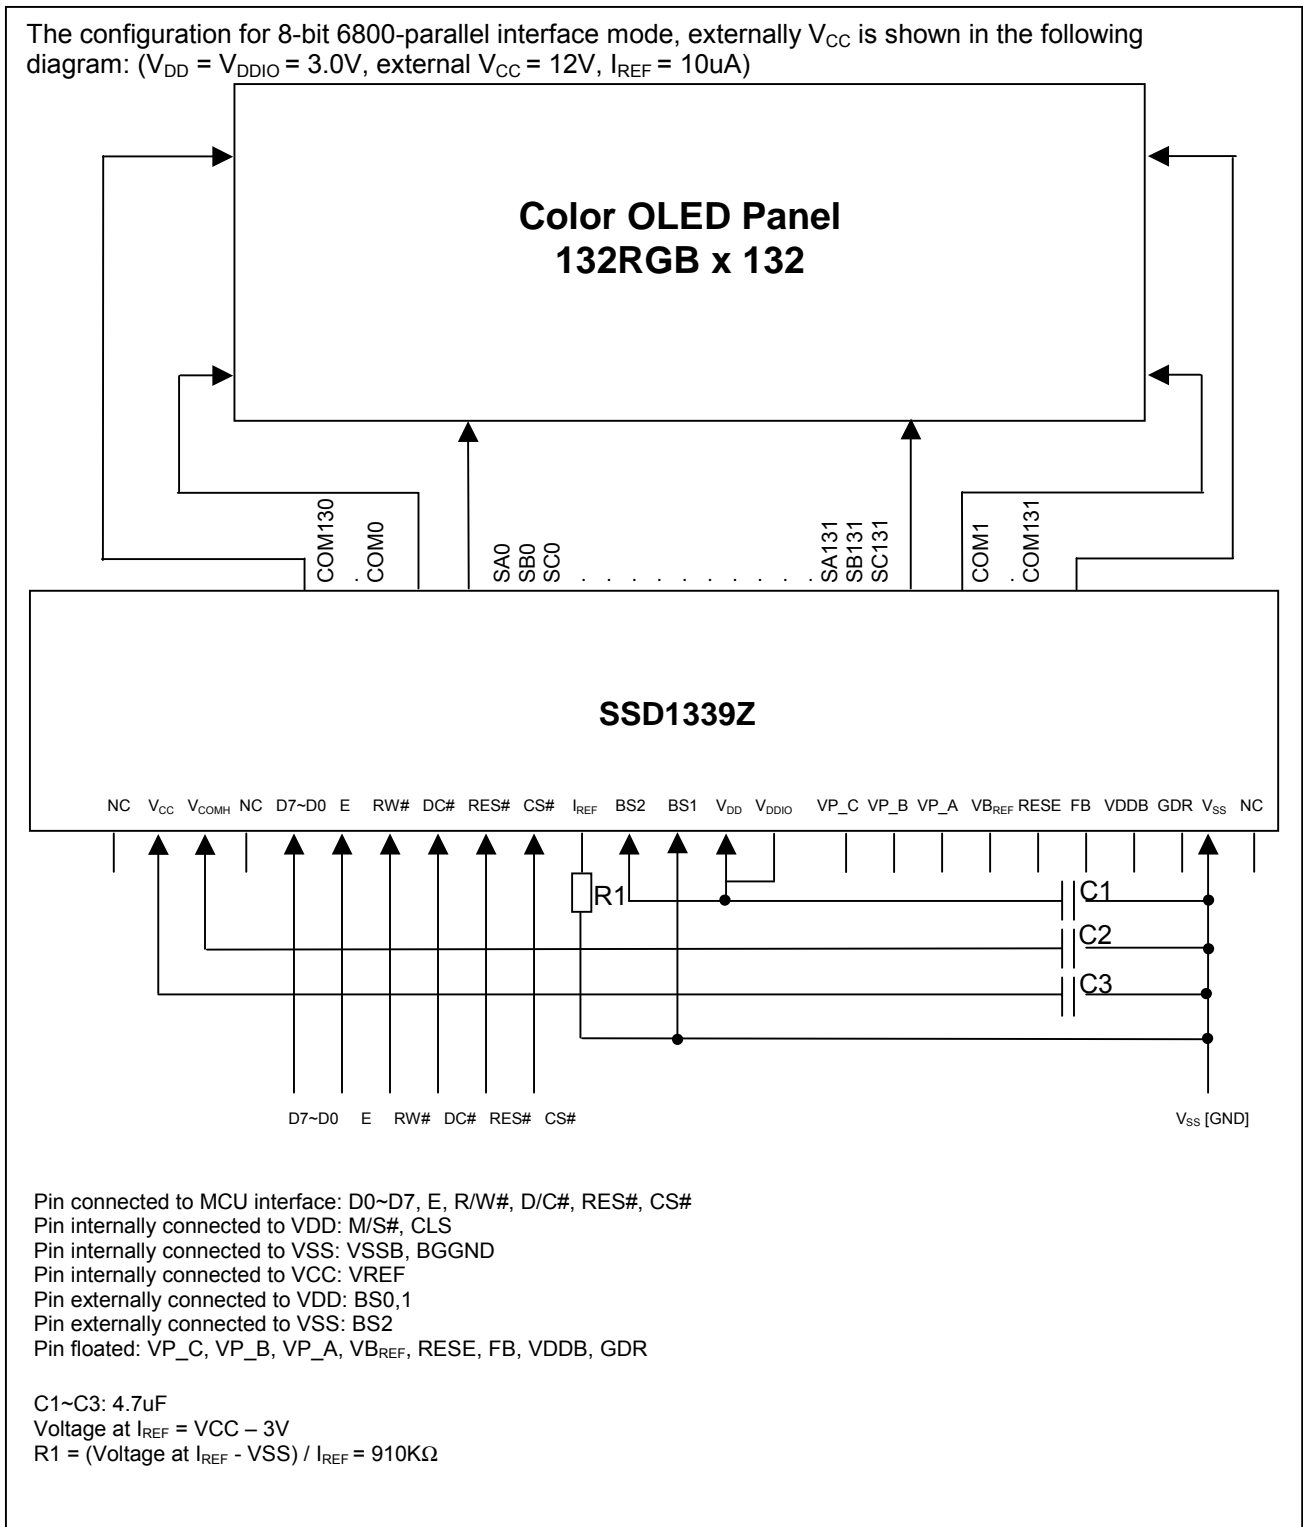 The configuration for 8-bit 6800-parallel interface mode, externally VCC is shown in the following
diagram: (VDD = VDDIO = 3.0V, external VCC = 12V, IREF = 10uA)
Color OLED Panel
132RGB x 132
COM130
.
COM0
SA0
SB0
SC0
. . . . . . . . . .
SA131
SB131
SC131
COM1
.
COM131
SSD1339Z
NC VCC VCOMH NC D7~D0 E RW# DC# RES# CS# IREF BS2 BS1 VDD VDDIO VP_C VP_B VP_A VBREF RESE FB VDDB GDR VSS NC
R1
C1
C2
C3
D7~D0 E RW# DC# RES# CS#
VSS [GND]
Pin connected to MCU interface: D0~D7, E, R/W#, D/C#, RES#, CS#
Pin internally connected to VDD: M/S#, CLS
Pin internally connected to VSS: VSSB, BGGND
Pin internally connected to VCC: VREF
Pin externally connected to VDD: BS0,1
Pin externally connected to VSS: BS2
Pin floated: VP_C, VP_B, VP_A, VBREF, RESE, FB, VDDB, GDR
C1~C3: 4.7uF
Voltage at IREF = VCC – 3V
R1 = (Voltage at IREF - VSS) / IREF = 910KΩ